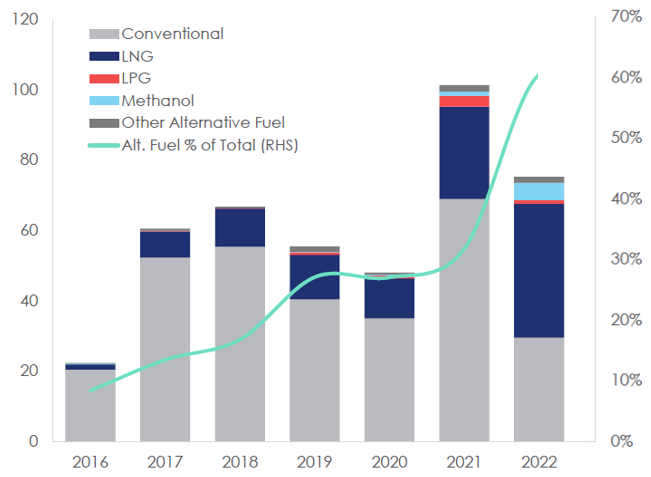 120
100
80
60
40
20
0
Conventional
LNG
LPG
Methanol
Other Alternative Fuel
Alt. Fuel % of Total (RHS)
70%
60%
50%
40%
30%
20%
10%
0%
2016 2017 2018 2019 2020 2021 2022